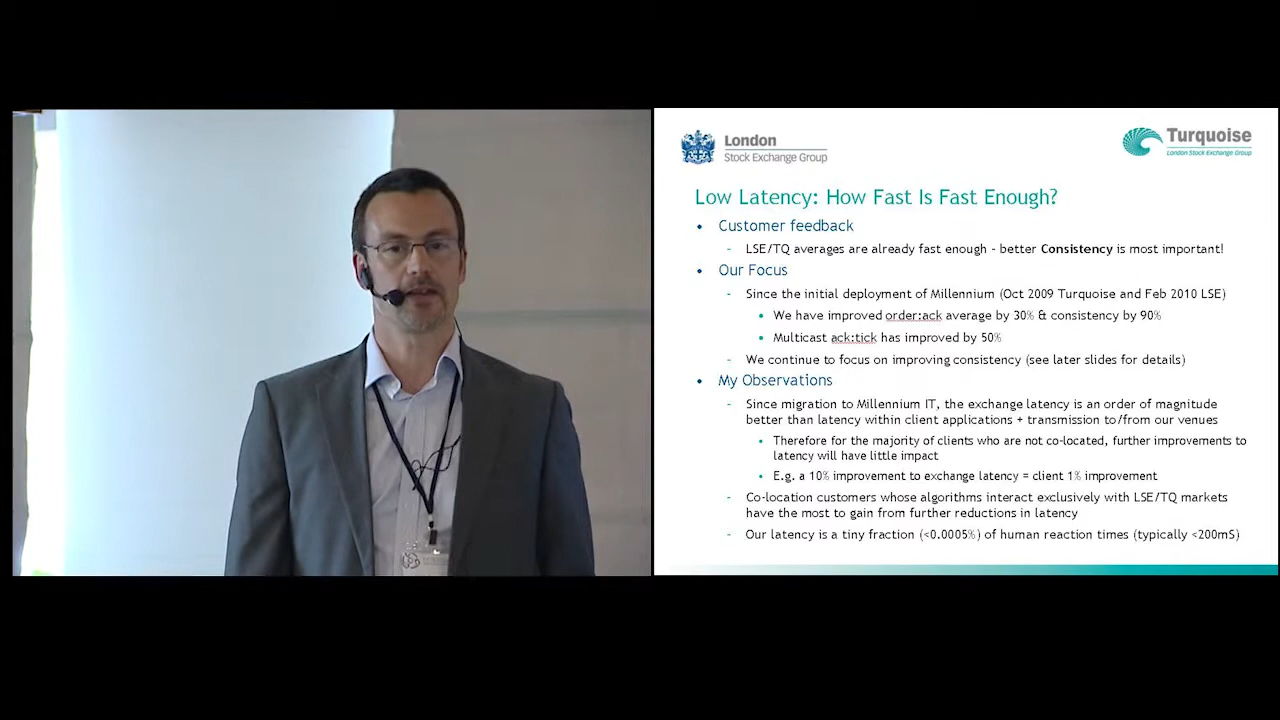 London
Stock Exchange Group
Turquoise
London Stock Exchange Group
Low Latency: How Fast Is Fast Enough?
• Customer feedback
- LSE/TQ averages are already fast enough - better Consistency is most important!
• Our Focus
- Since the initial deployment of Millennium (Oct 2009 Turquoise and Feb 2010 LSE)
• We have improved order:ack average by 30% & consistency by 90%
• Multicast ack:tick has improved by 50%
- We continue to focus on improving consistency (see later slides for details)
• My Observations
- Since migration to Millennium IT, the exchange latency is an order of magnitude
better than latency within client applications + transmission to/from our venues
• Therefore for the majority of clients who are not co-located, further improvements to
latency will have little impact
• E.g. a 10% improvement to exchange latency = client 1% improvement
- Co-location customers whose algorithms interact exclusively with LSE/TQ markets
have the most to gain from further reductions in latency
- Our latency is a tiny fraction (<0.0005%) of human reaction times (typically <200mS)